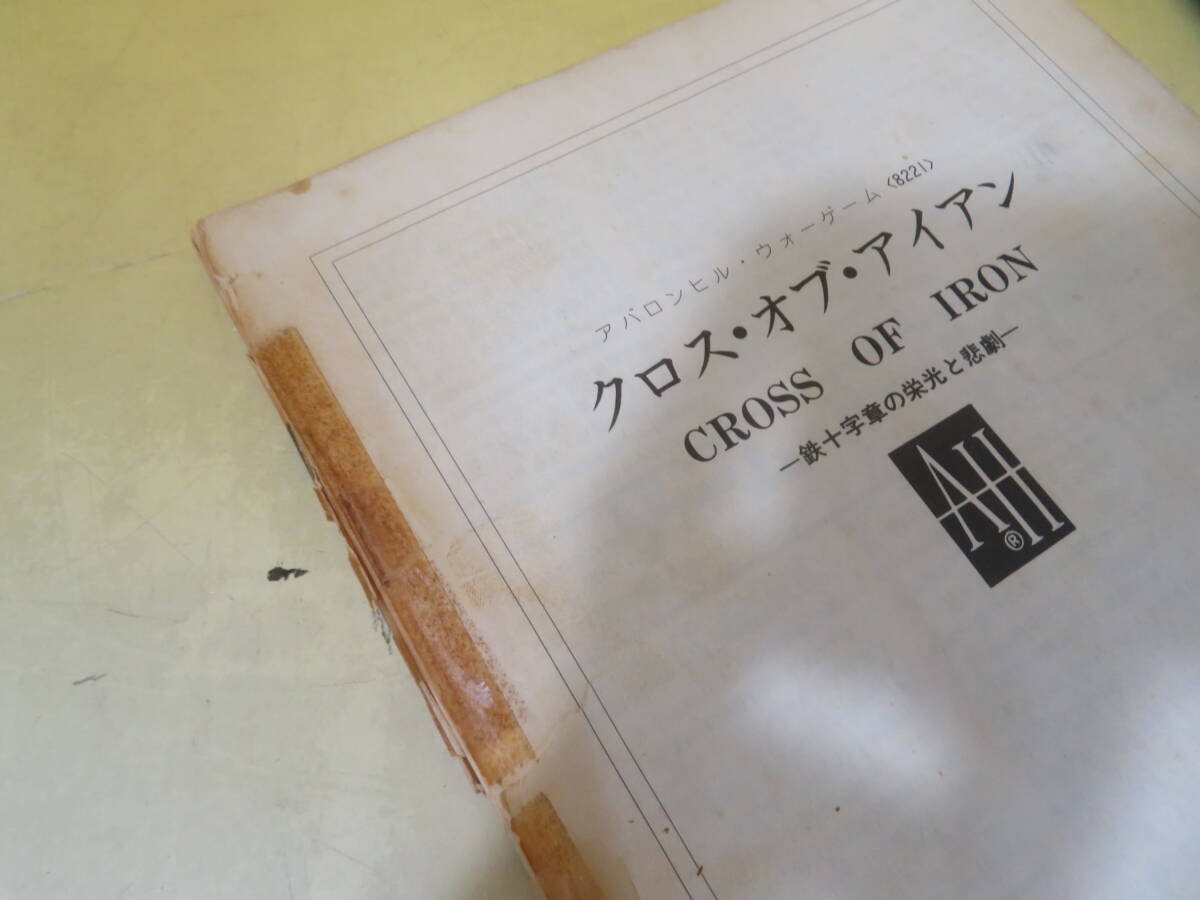 アバロンヒル・ウォーゲーム〈8221〉
クロス・オブ・アイアン
CROSS OF IRON
—鉄十字章の栄光と悲劇—
AH®